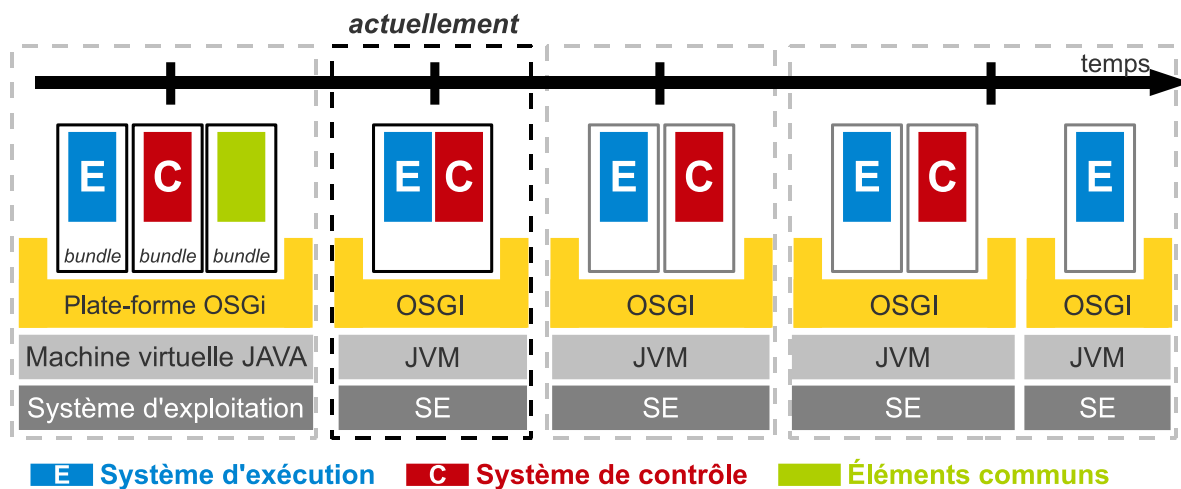 actuellement
temps
E C
bundle bundle bundle
Plate-forme OSGi
Machine virtuelle JAVA
Système d'exploitation
E C
OSGI
JVM
SE
E C
OSGI
JVM
SE
E C
OSGI
JVM
SE
E
OSGI
JVM
SE
E Système d'exécution C Système de contrôle Éléments communs